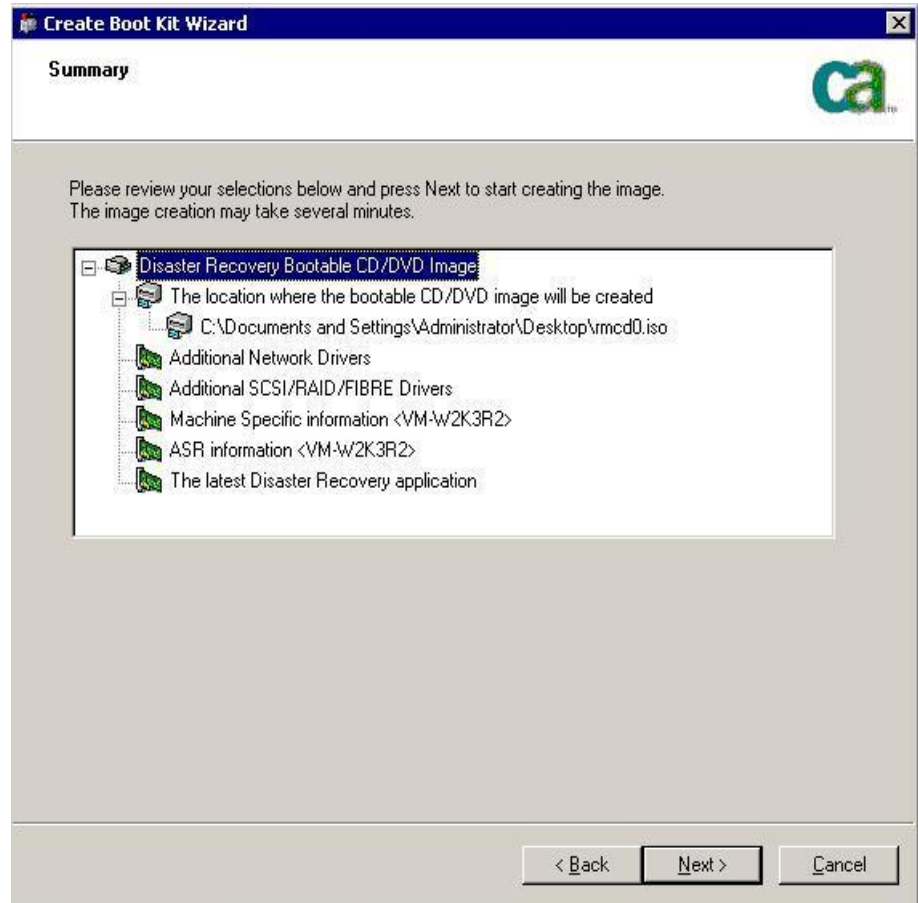 Create Boot Kit Wizard
Summary
ca
Please review your selections below and press Next to start creating the image.
The image creation may take several minutes.
Disaster Recovery Bootable CD/DVD Image
The location where the bootable CD/DVD image will be created
C:\Documents and Settings\Administrator\Desktop\rmcd0.iso
Additional Network Drivers
Additional SCSI/RAID/FIBRE Drivers
Machine Specific information <VM-W2K3R2>
ASR information <VM-W2K3R2>
The latest Disaster Recovery application
< Back
Next >
Cancel